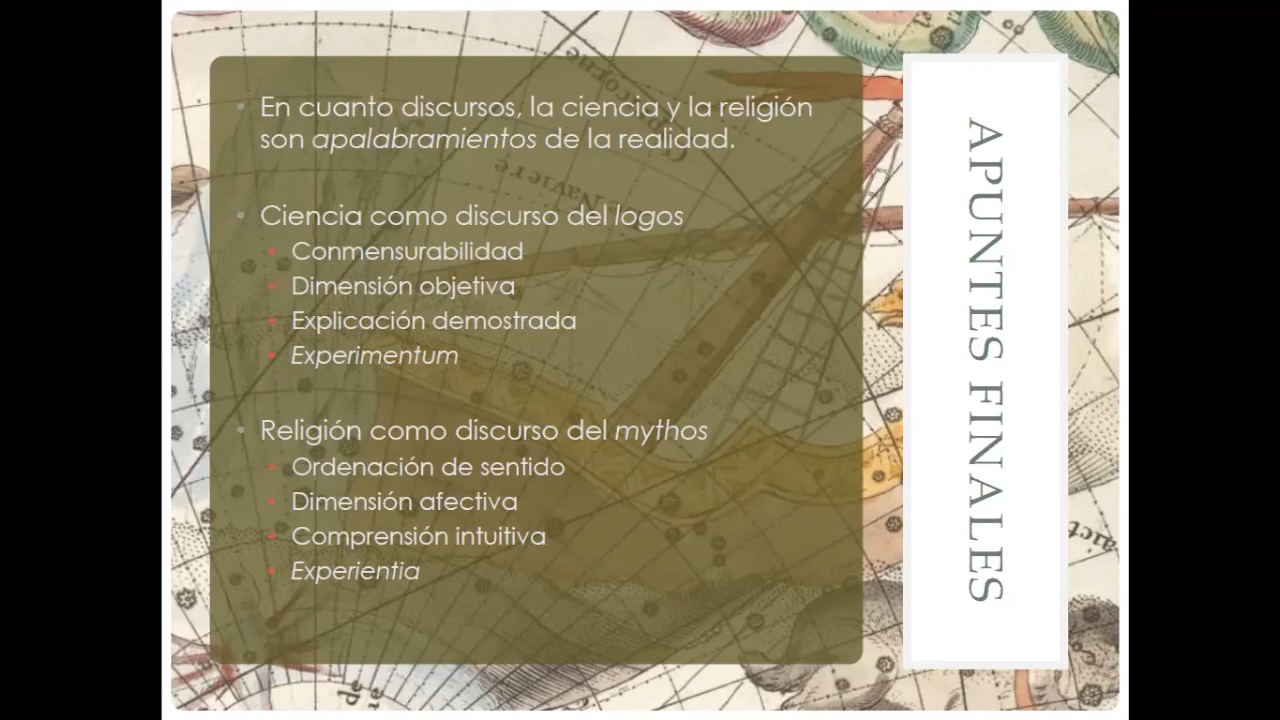 En cuanto discursos, la ciencia y la religión
son apalabramientos de la realidad.
Ciencia como discurso del logos
Conmensurabilidad
Dimensión objetiva
Explicación demostrada
Experimentum
Religión como discurso del mythos
Ordenación de sentido
Dimensión afectiva
Comprensión intuitiva
Experientia
APUNTES FINALES